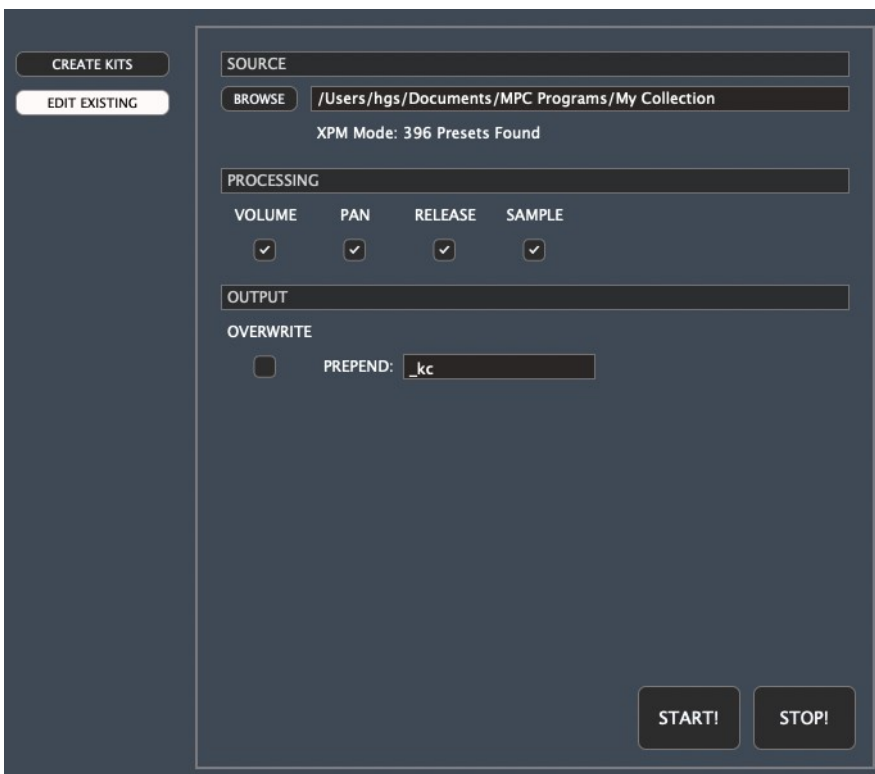 CREATE KITS
EDIT EXISTING
SOURCE
BROWSE /Users/hgs/Documents/MPC Programs/My Collection
XPM Mode: 396 Presets Found
PROCESSING
VOLUME PAN RELEASE SAMPLE
OUTPUT
OVERWRITE
PREPEND: _kc
START! STOP!